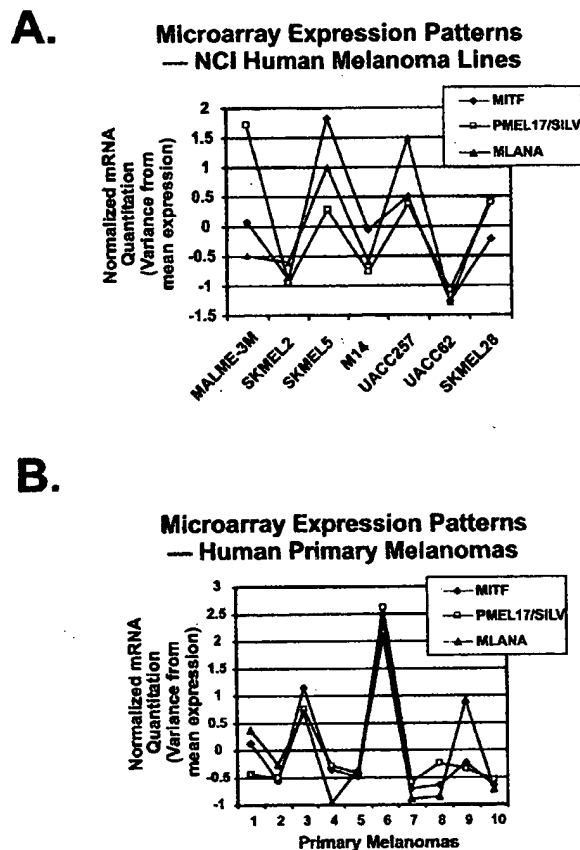 A.
Microarray Expression Patterns
— NCI Human Melanoma Lines
MITF
PMEL17/SILV
MLANA
Normalized mRNA
Quantitation
(Variance from
mean expression)
2
1.5
1
0.5
0
-0.5
-1
-1.5
MALME-3M
SKMEL2
SKMEL5
M14
UACC257
UACC62
SKMEL28
B.
Microarray Expression Patterns
— Human Primary Melanomas
MITF
PMEL17/SILV
MLANA
Normalized mRNA
Quantitation
(Variance from
mean expression)
3
2.5
2
1.5
1
0.5
0
-0.5
-1
1 2 3 4 5 6 7 8 9 10
Primary Melanomas